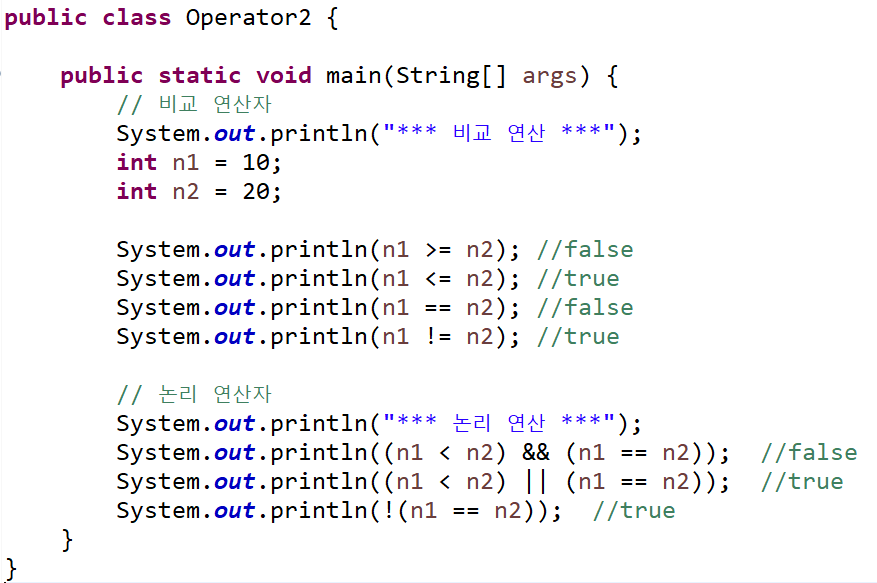 public class Operator2 {
public static void main(String[] args) {
// 비교 연산자
System.out.println("*** 비교 연산 ***");
int n1 = 10;
int n2 = 20;
System.out.println(n1 >= n2); //false
System.out.println(n1 <= n2); //true
System.out.println(n1 == n2); //false
System.out.println(n1 != n2); //true
// 논리 연산자
System.out.println("*** 논리 연산 ***");
System.out.println((n1 < n2) && (n1 == n2));  //false
System.out.println((n1 < n2) || (n1 == n2));  //true
System.out.println(!(n1 == n2));  //true
}
}